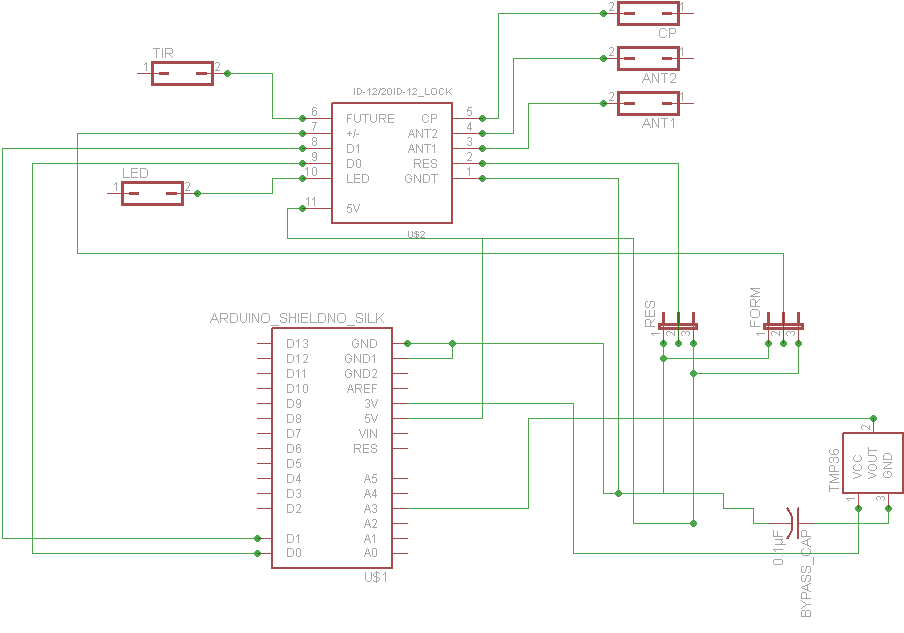 2 1
CP
TIR
1 2
2 1
ANT2
ID-12/20ID-12_LOCK
2 1
ANT1
6 FUTURE CP 5
7 +/- ANT2 4
8 D1 ANT1 3
9 D0 RES 2
10 LED GNDT 1
11 5V
LED
1 2
U$2
RES
1 2 3
FORM
1 2 3
ARDUINO_SHIELDNO_SILK
D13 GND
D12 GND1
D11 GND2
D10 AREF
D9 3V
D8 5V
D7 VIN
D6 RES
D5
D4 A5
D3 A4
D2 A3
A2
D1 A1
D0 A0
U$1
TMP36
2
VCC
VOUT
GND
1 3
0.1µF
BYPASS_CAP